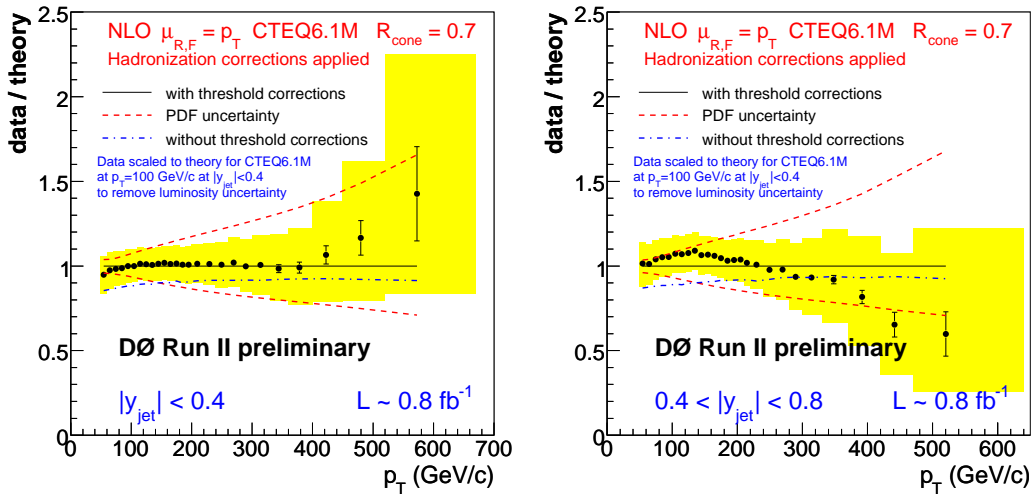 data / theory
2.5
2
1.5
1
0.5
0
NLO μR,F = pT CTEQ6.1M Rcone = 0.7
Hadronization corrections applied
with threshold corrections
PDF uncertainty
without threshold corrections
Data scaled to theory for CTEQ6.1M
at pT=100 GeV/c at |yjet|<0.4
to remove luminosity uncertainty
DØ Run II preliminary
|yjet| < 0.4 L ~ 0.8 fb-1
0 100 200 300 400 500 600 700
pT (GeV/c)
data / theory
2.5
2
1.5
1
0.5
0
NLO μR,F = pT CTEQ6.1M Rcone = 0.7
Hadronization corrections applied
with threshold corrections
PDF uncertainty
without threshold corrections
Data scaled to theory for CTEQ6.1M
at pT=100 GeV/c at |yjet|<0.4
to remove luminosity uncertainty
DØ Run II preliminary
0.4 < |yjet| < 0.8 L ~ 0.8 fb-1
0 100 200 300 400 500 600
pT (GeV/c)